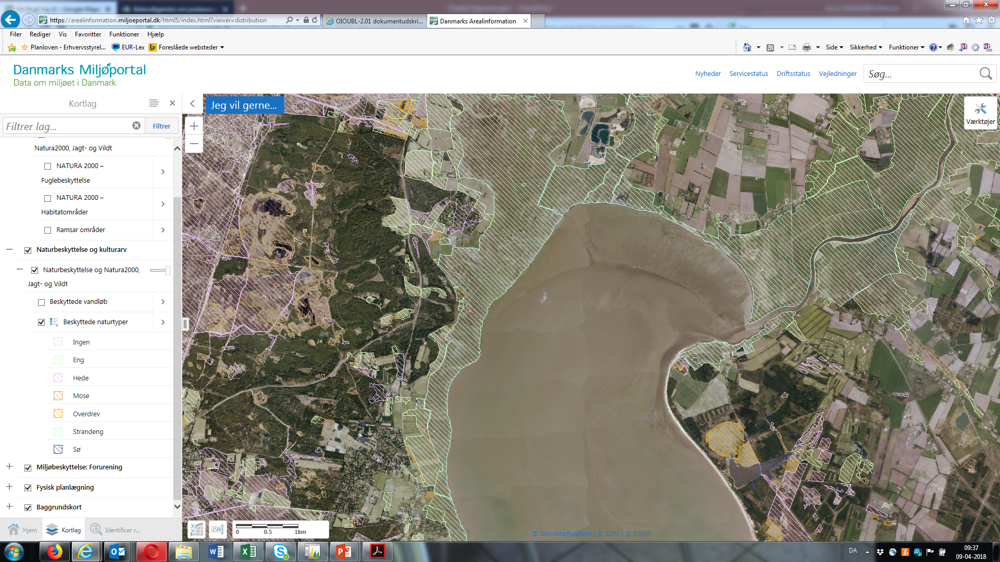 https://arealinformation.miljoeportal.dk/html5/index.html?viewer=distribution
OIOUBL-2.01 dokumentudskri...
Danmarks Arealinformation
Filer Rediger Vis Favoritter Funktioner Hjælp
Planloven - Erhvervsstyrel... EUR-Lex Foreslåede websteder
Side Sikkerhed Funktioner
Danmarks Miljøportal
Data om miljøet i Danmark
Nyheder Servicestatus Driftsstatus Vejledninger
Søg...
Kortlag
Jeg vil gerne...
Værktøjer
Filtrer lag...
Filtrer
Natura2000, Jagt- og Vildt
NATURA 2000 –
Fuglebeskyttelse
NATURA 2000 –
Habitatområder
Ramsar områder
Naturbeskyttelse og kulturarv
Naturbeskyttelse og Natura2000,
Jagt- og Vildt
Beskyttede vandløb
Beskyttede naturtyper
Ingen
Eng
Hede
Mose
Overdrev
Strandeng
Sø
Miljøbeskyttelse: Forurening
Fysisk planlægning
Baggrundskort
Hjem
Kortlag
Identificer r...
1500
0 0.5 1km
© Geodatastyrelsen | © SDFE | © COWI
DA
09:37
09-04-2018